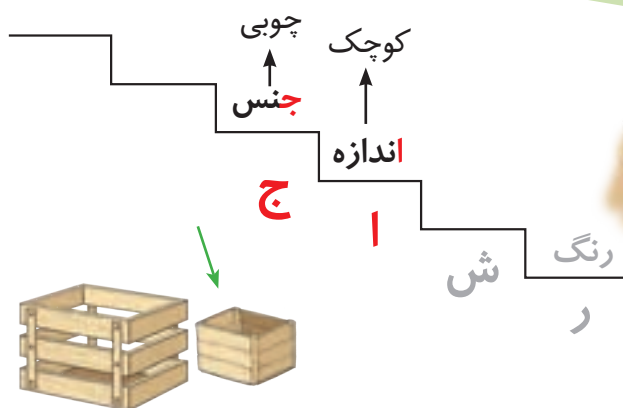 چوبی
کوچک
جنس
اندازه
ج
ا
رنگ
ش
ر